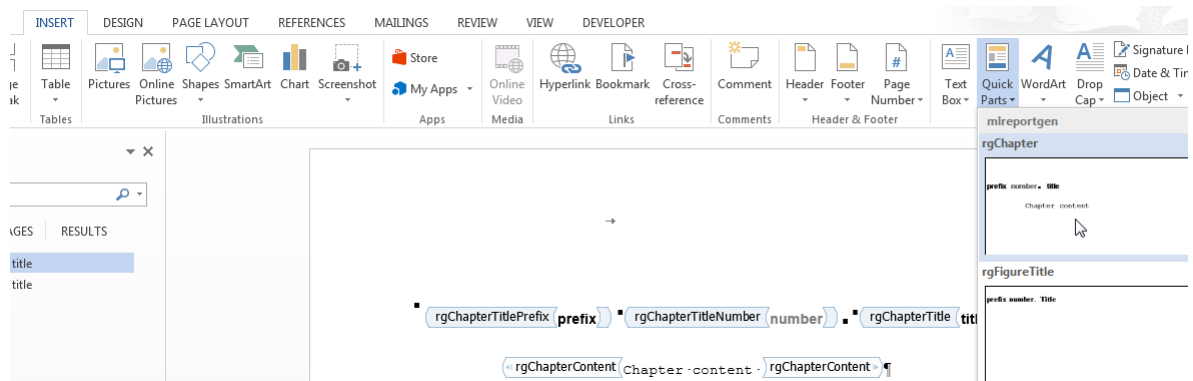 INSERT DESIGN PAGE LAYOUT REFERENCES MAILINGS REVIEW VIEW DEVELOPER
Table
Pictures
Online Pictures
Shapes
SmartArt
Chart
Screenshot
Store
My Apps
Online Video
Hyperlink
Bookmark
Cross-reference
Comment
Header
Footer
Page Number
Text Box
Quick Parts
WordArt
Drop Cap
Signature
Date & Tim
Object
Tables Illustrations Apps Media Links Comments Header & Footer
mlreportgen
rgChapter
prefix number. title
Chapter content
rgFigureTitle
prefix number. Title
AGES RESULTS
title
title
rgChapterTitlePrefix prefix rgChapterTitleNumber number . rgChapterTitle titl
rgChapterContent Chapter content rgChapterContent ¶